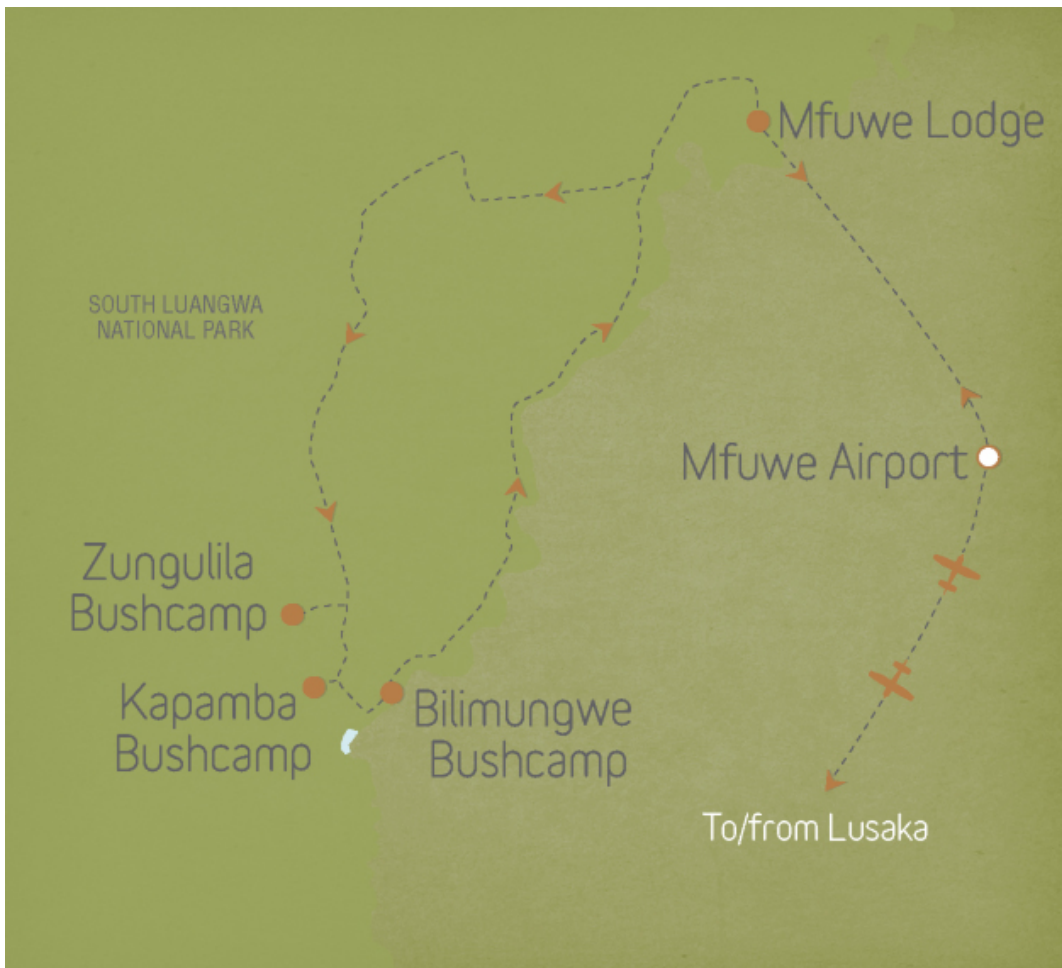 Mfuwe Lodge
SOUTH LUANGWA
NATIONAL PARK
Mfuwe Airport
Zungulila
Bushcamp
Kapamba
Bushcamp
Bilimungwe
Bushcamp
To/from Lusaka